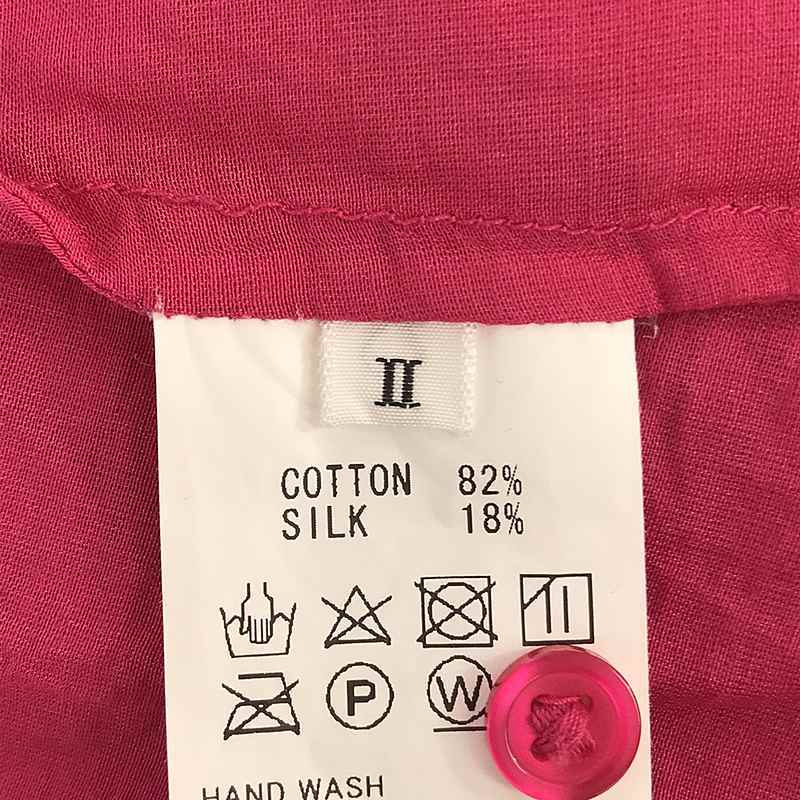 II
COTTON 82%
SILK 18%
P W
HAND WASH